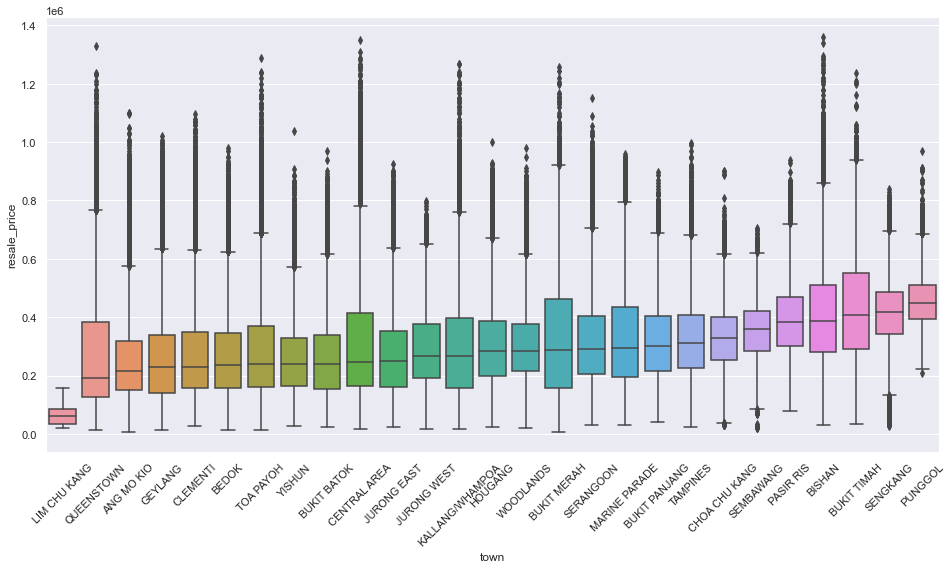 1e6
1.4
1.2
1.0
0.8
0.6
0.4
0.2
0.0
resale_price
LIM CHU KANG
QUEENSTOWN
ANG MO KIO
GEYLANG
CLEMENTI
BEDOK
TOA PAYOH
YISHUN
BUKIT BATOK
CENTRAL AREA
JURONG EAST
JURONG WEST
KALLANG/WHAMPOA
HOUGANG
WOODLANDS
BUKIT MERAH
SERANGOON
MARINE PARADE
BUKIT PANJANG
TAMPINES
CHOA CHU KANG
SEMBAWANG
PASIR RIS
BISHAN
BUKIT TIMAH
SENGKANG
PUNGGOL
town